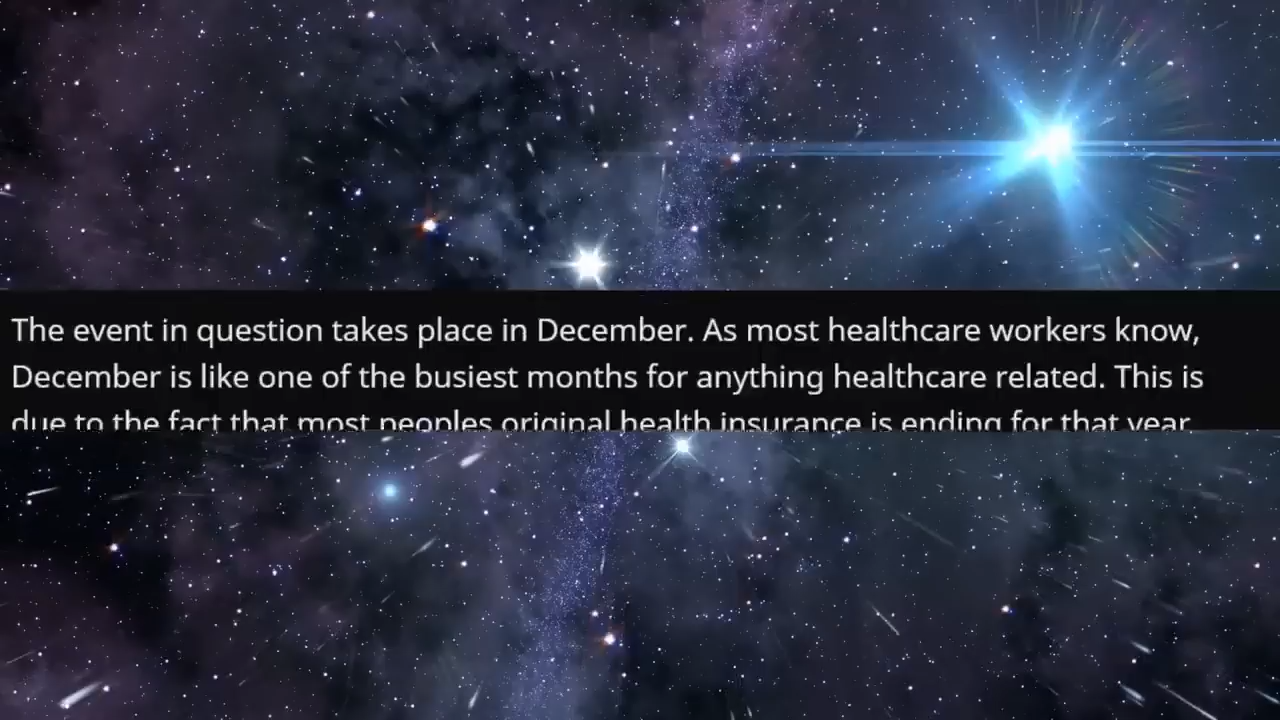 The event in question takes place in December. As most healthcare workers know,
December is like one of the busiest months for anything healthcare related. This is
due to the fact that most peoples original health insurance is ending for that year.